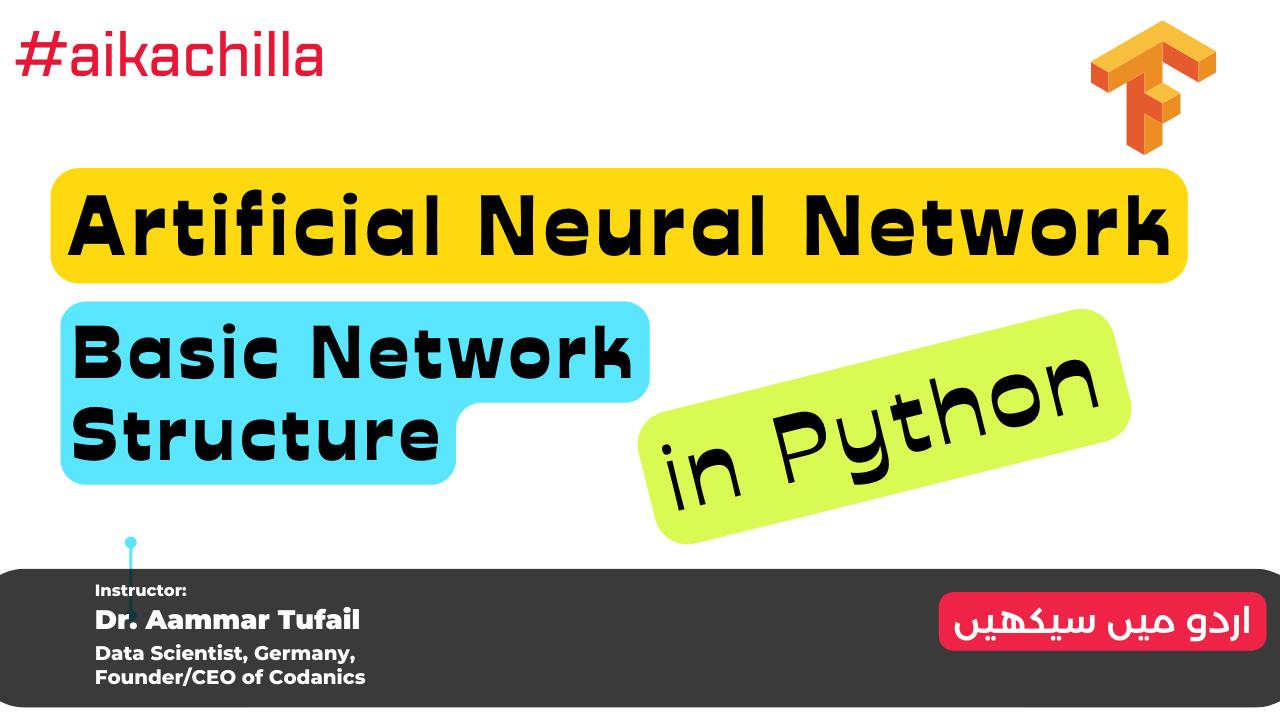 #aikachilla
Artificial Neural Network
Basic Network
Structure
in Python
Instructor:
Dr. Aammar Tufail
Data Scientist, Germany,
Founder/CEO of Codanics
اردو میں سیکھیں